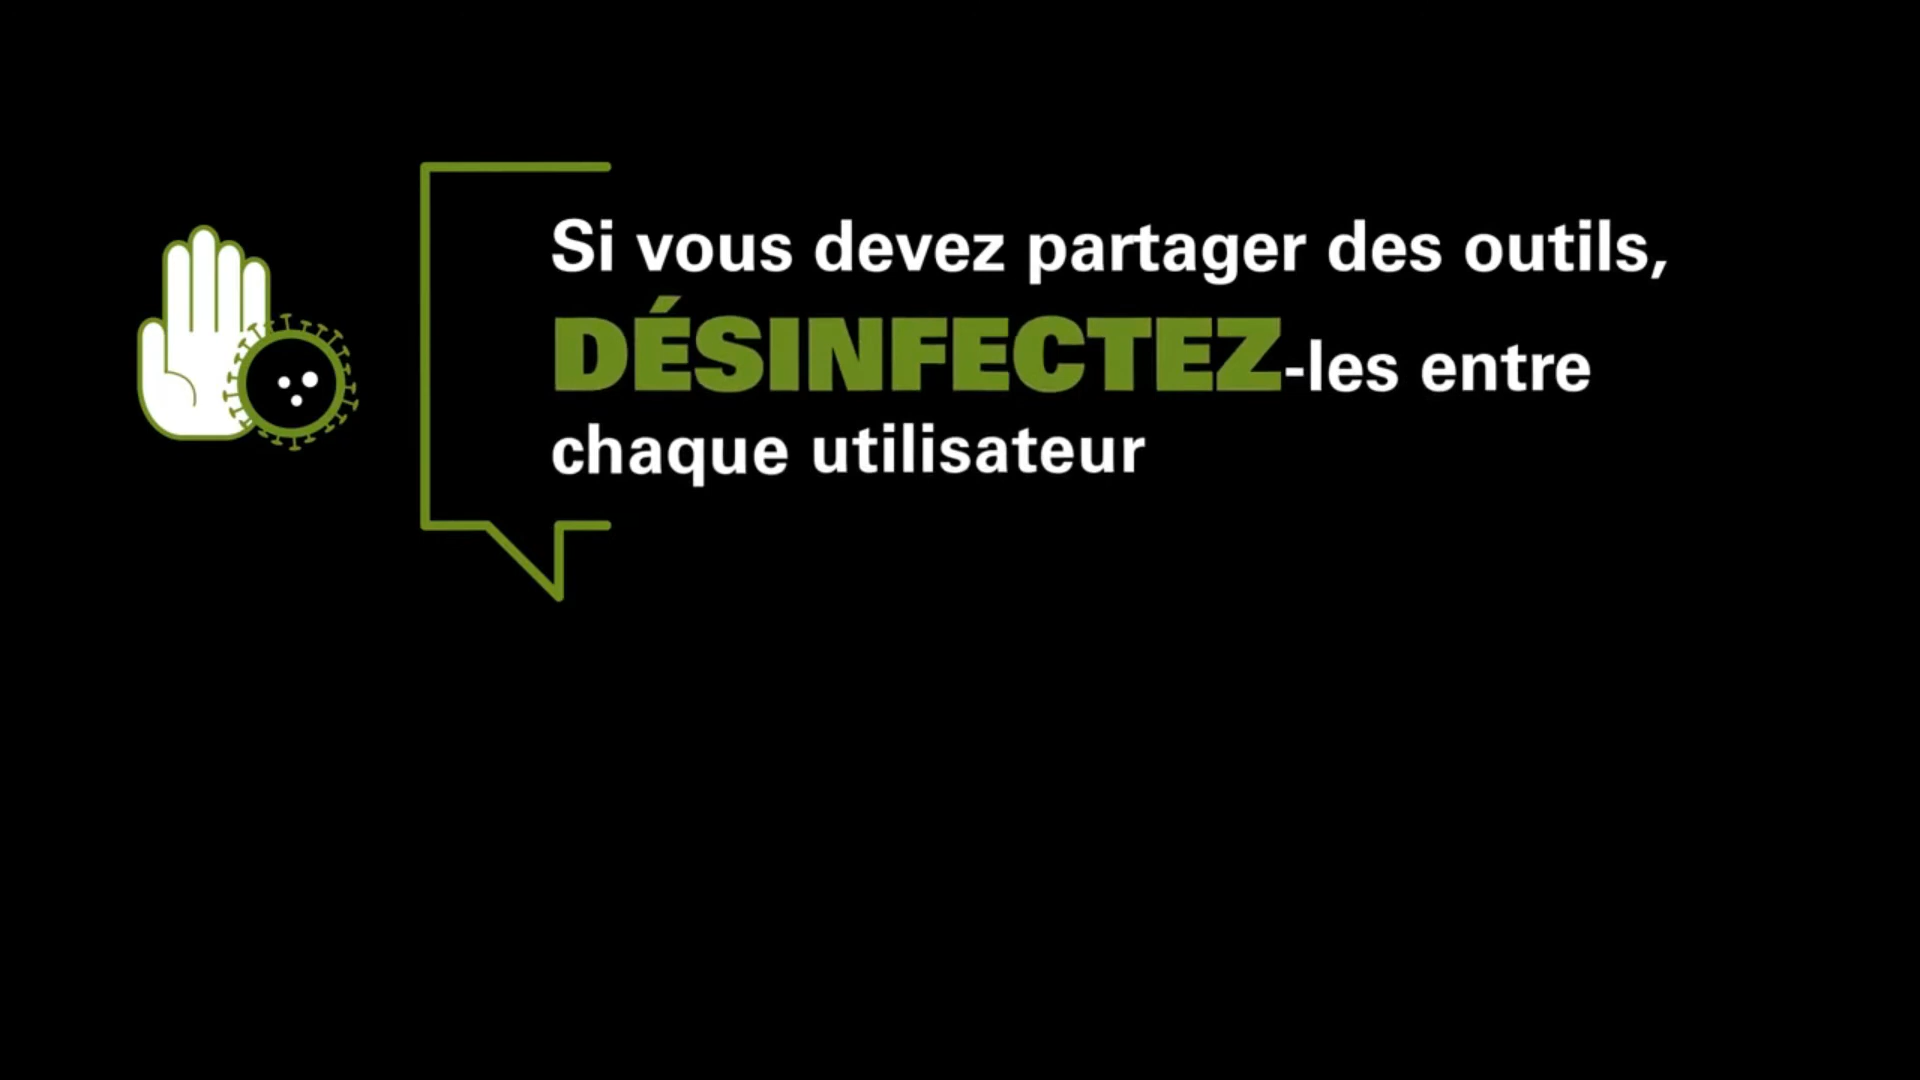 Si vous devez partager des outils,
DÉSINFECTEZ-les entre
chaque utilisateur